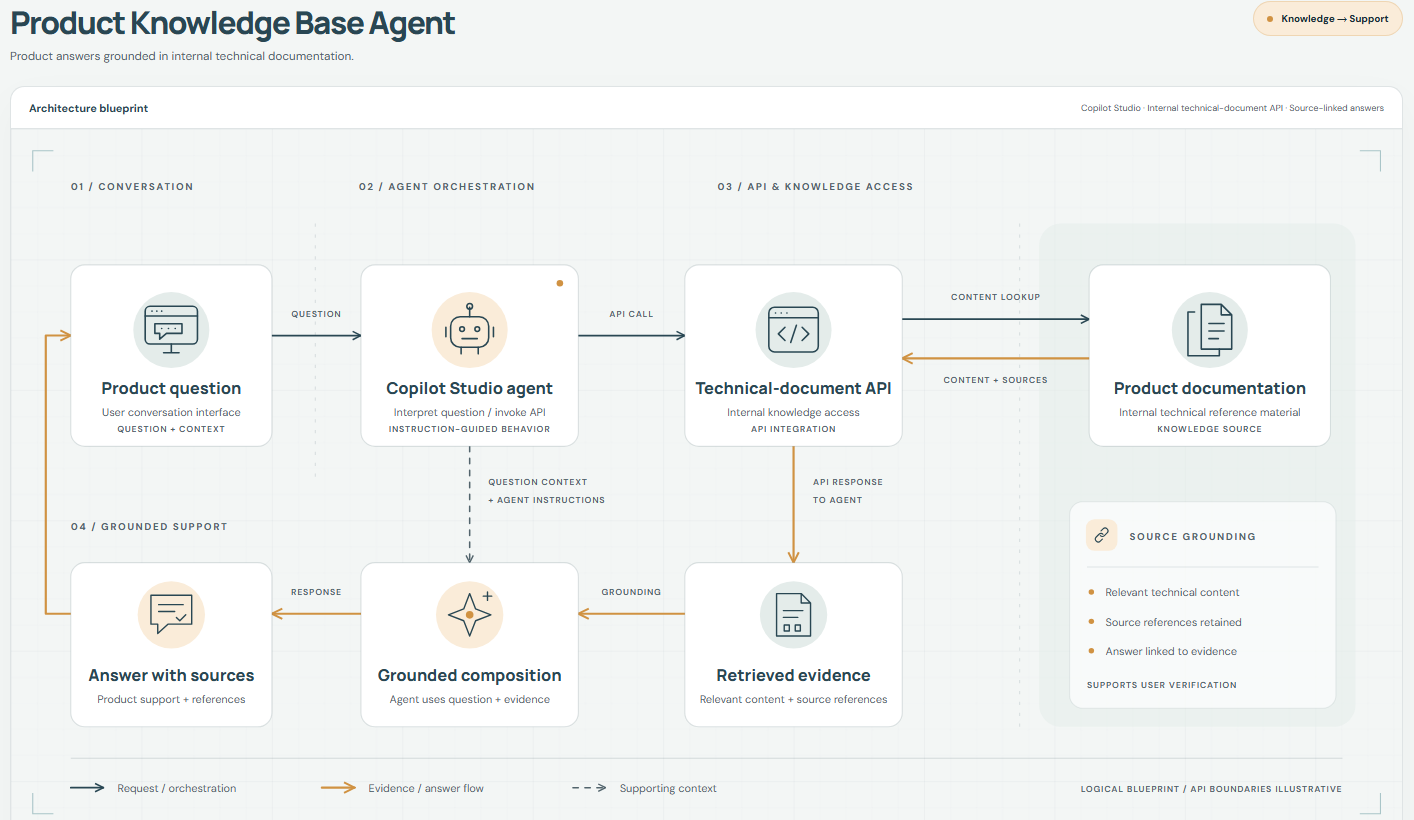 Product Knowledge Base Agent
Knowledge → Support
Product answers grounded in internal technical documentation.
Architecture blueprint
Copilot Studio · Internal technical-document API · Source-linked answers
01 / CONVERSATION
02 / AGENT ORCHESTRATION
03 / API & KNOWLEDGE ACCESS
Product question
User conversation interface
QUESTION + CONTEXT
QUESTION
Copilot Studio agent
Interpret question / invoke API
INSTRUCTION-GUIDED BEHAVIOR
API CALL
Technical-document API
Internal knowledge access
API INTEGRATION
CONTENT LOOKUP
CONTENT + SOURCES
Product documentation
Internal technical reference material
KNOWLEDGE SOURCE
QUESTION CONTEXT
+ AGENT INSTRUCTIONS
API RESPONSE
TO AGENT
04 / GROUNDED SUPPORT
Answer with sources
Product support + references
RESPONSE
Grounded composition
Agent uses question + evidence
GROUNDING
Retrieved evidence
Relevant content + source references
SOURCE GROUNDING
Relevant technical content
Source references retained
Answer linked to evidence
SUPPORTS USER VERIFICATION
Request / orchestration
Evidence / answer flow
Supporting context
LOGICAL BLUEPRINT / API BOUNDARIES ILLUSTRATIVE